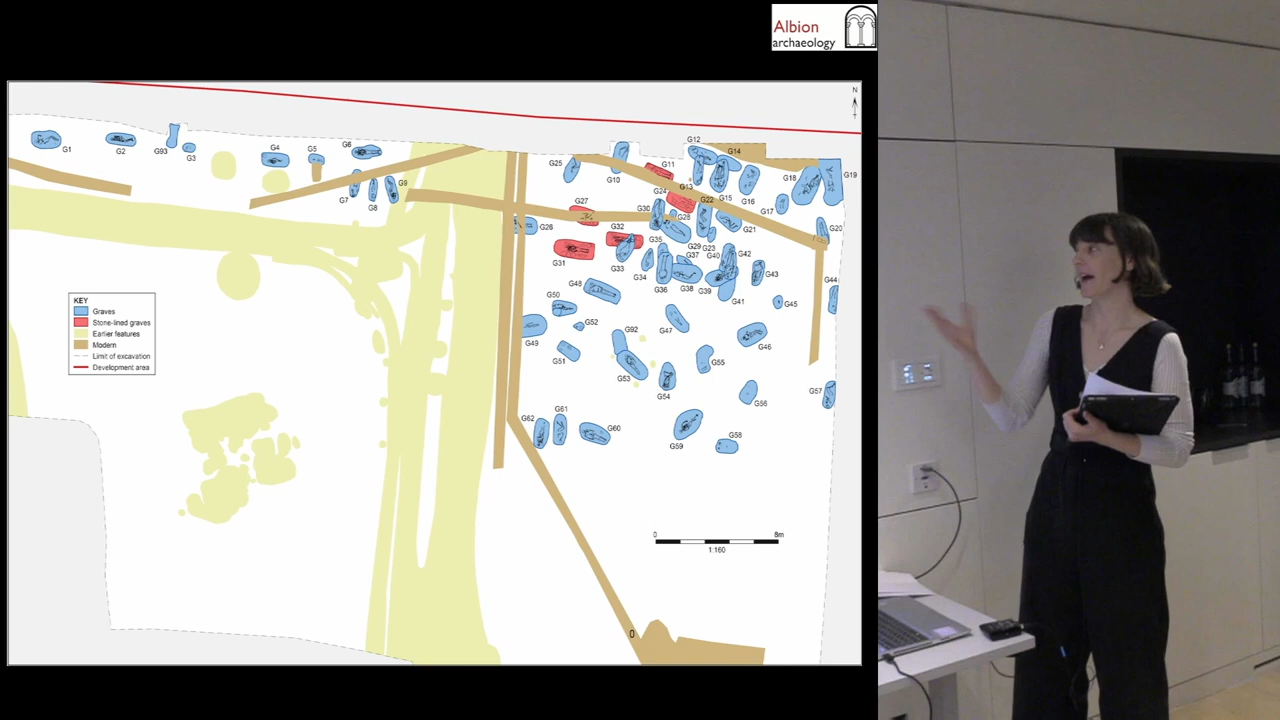 Albion
archaeology
N
G1
G2
G93
G3
G4
G5
G6
G7
G8
G9
G25
G10
G11
G12
G14
G13
G24
G15
G16
G17
G18
G19
G20
G27
G30
G28
G22
G21
G26
G32
G31
G33
G35
G34
G29
G23
G37
G40
G42
G36
G38
G39
G41
G43
G44
G45
G48
G50
G52
G49
G51
G92
G47
G46
G53
G54
G55
G56
G57
G62
G61
G60
G59
G58
KEY
Graves
Stone-lined graves
Earlier features
Modern
Limit of excavation
Development area
0 8m
1:160
0